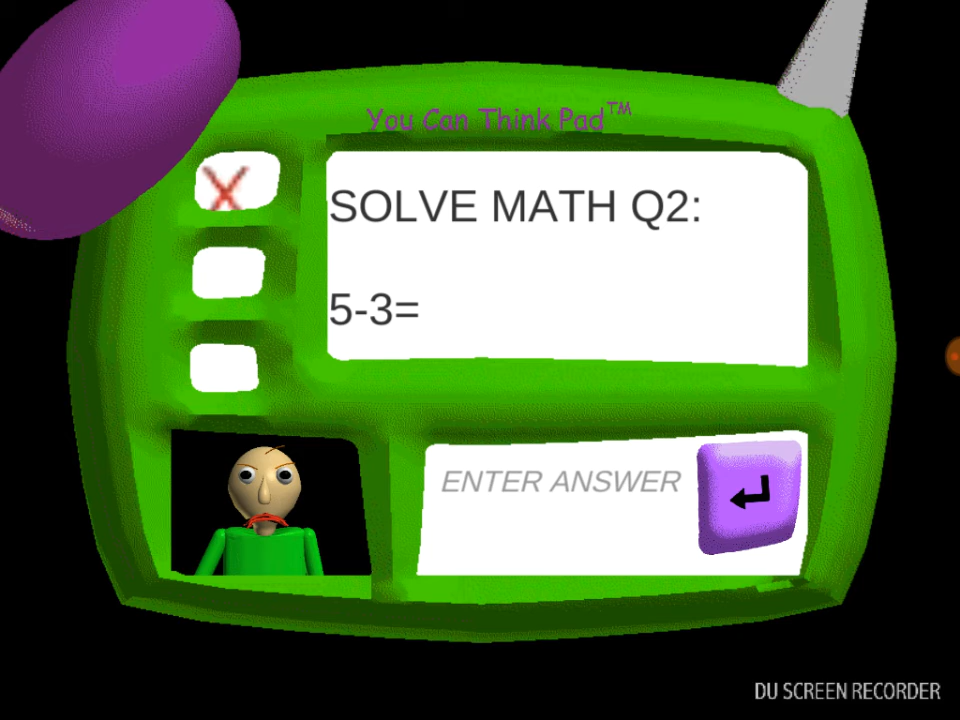 You Can Think Pad™
SOLVE MATH Q2:
5-3=
ENTER ANSWER
DU SCREEN RECORDER